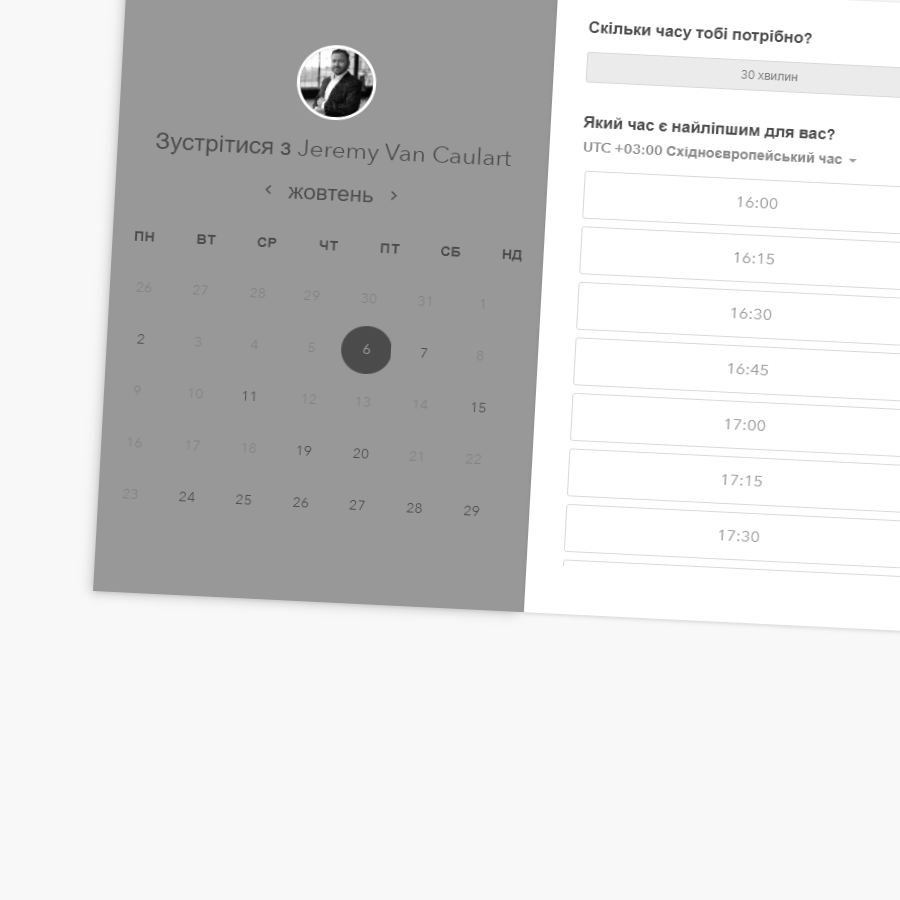 Зустрітися з Jeremy Van Caulart
жовтень
ПН ВТ СР ЧТ ПТ СБ НД
26 27 28 29 30 31 1
2 3 4 5 6 7 8
9 10 11 12 13 14 15
16 17 18 19 20 21 22
23 24 25 26 27 28 29
Скільки часу тобі потрібно?
30 хвилин
Який час є найліпшим для вас?
UTC +03:00 Східноєвропейський час
16:00
16:15
16:30
16:45
17:00
17:15
17:30